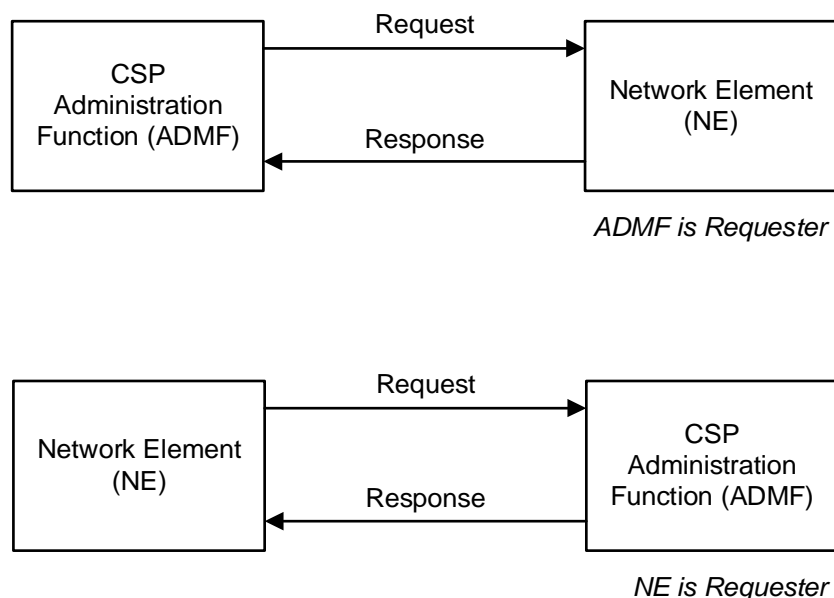 Request
CSP
Administration
Function (ADMF)
Network Element
(NE)
Response
ADMF is Requester
Request
Network Element
(NE)
CSP
Administration
Function (ADMF)
Response
NE is Requester